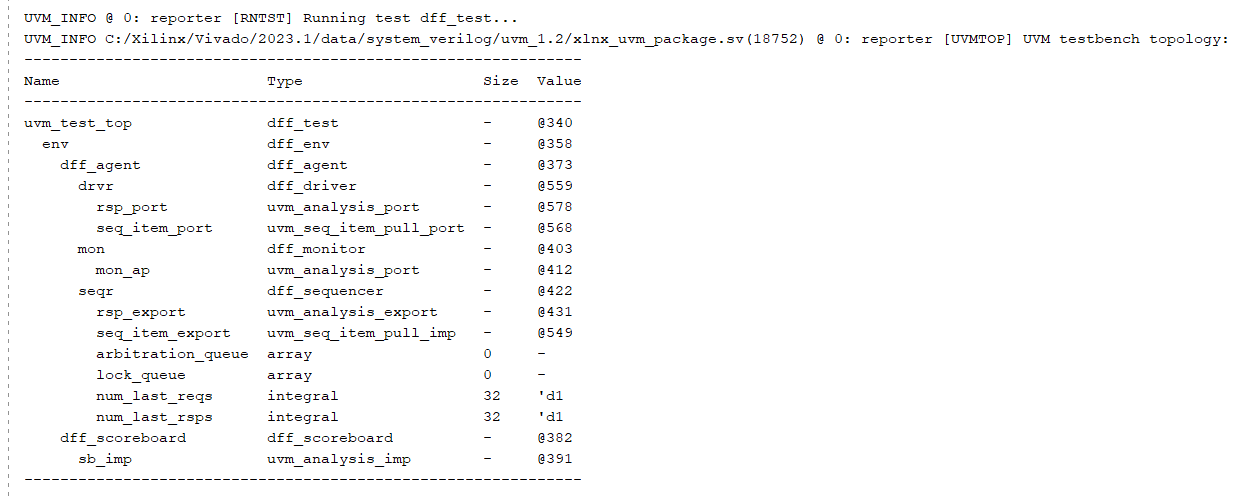 UVM_INFO @ 0: reporter [RNTST] Running test dff_test...
UVM_INFO C:/Xilinx/Vivado/2023.1/data/system_verilog/uvm_1.2/xlnx_uvm_package.sv(18752) @ 0: reporter [UVMTOP] UVM testbench topology:
--------------------------------------------------------------
Name                       Type                    Size  Value
--------------------------------------------------------------
uvm_test_top               dff_test                -     @340
  env                      dff_env                 -     @358
    dff_agent              dff_agent               -     @373
      drvr                 dff_driver              -     @559
        rsp_port           uvm_analysis_port       -     @578
        seq_item_port      uvm_seq_item_pull_port  -     @568
      mon                  dff_monitor             -     @403
        mon_ap             uvm_analysis_port       -     @412
      seqr                 dff_sequencer           -     @422
        rsp_export         uvm_analysis_export     -     @431
        seq_item_export    uvm_seq_item_pull_imp   -     @549
        arbitration_queue  array                   0     -
        lock_queue         array                   0     -
        num_last_reqs      integral                32    'd1
        num_last_rsps      integral                32    'd1
    dff_scoreboard         dff_scoreboard          -     @382
      sb_imp               uvm_analysis_imp        -     @391
--------------------------------------------------------------